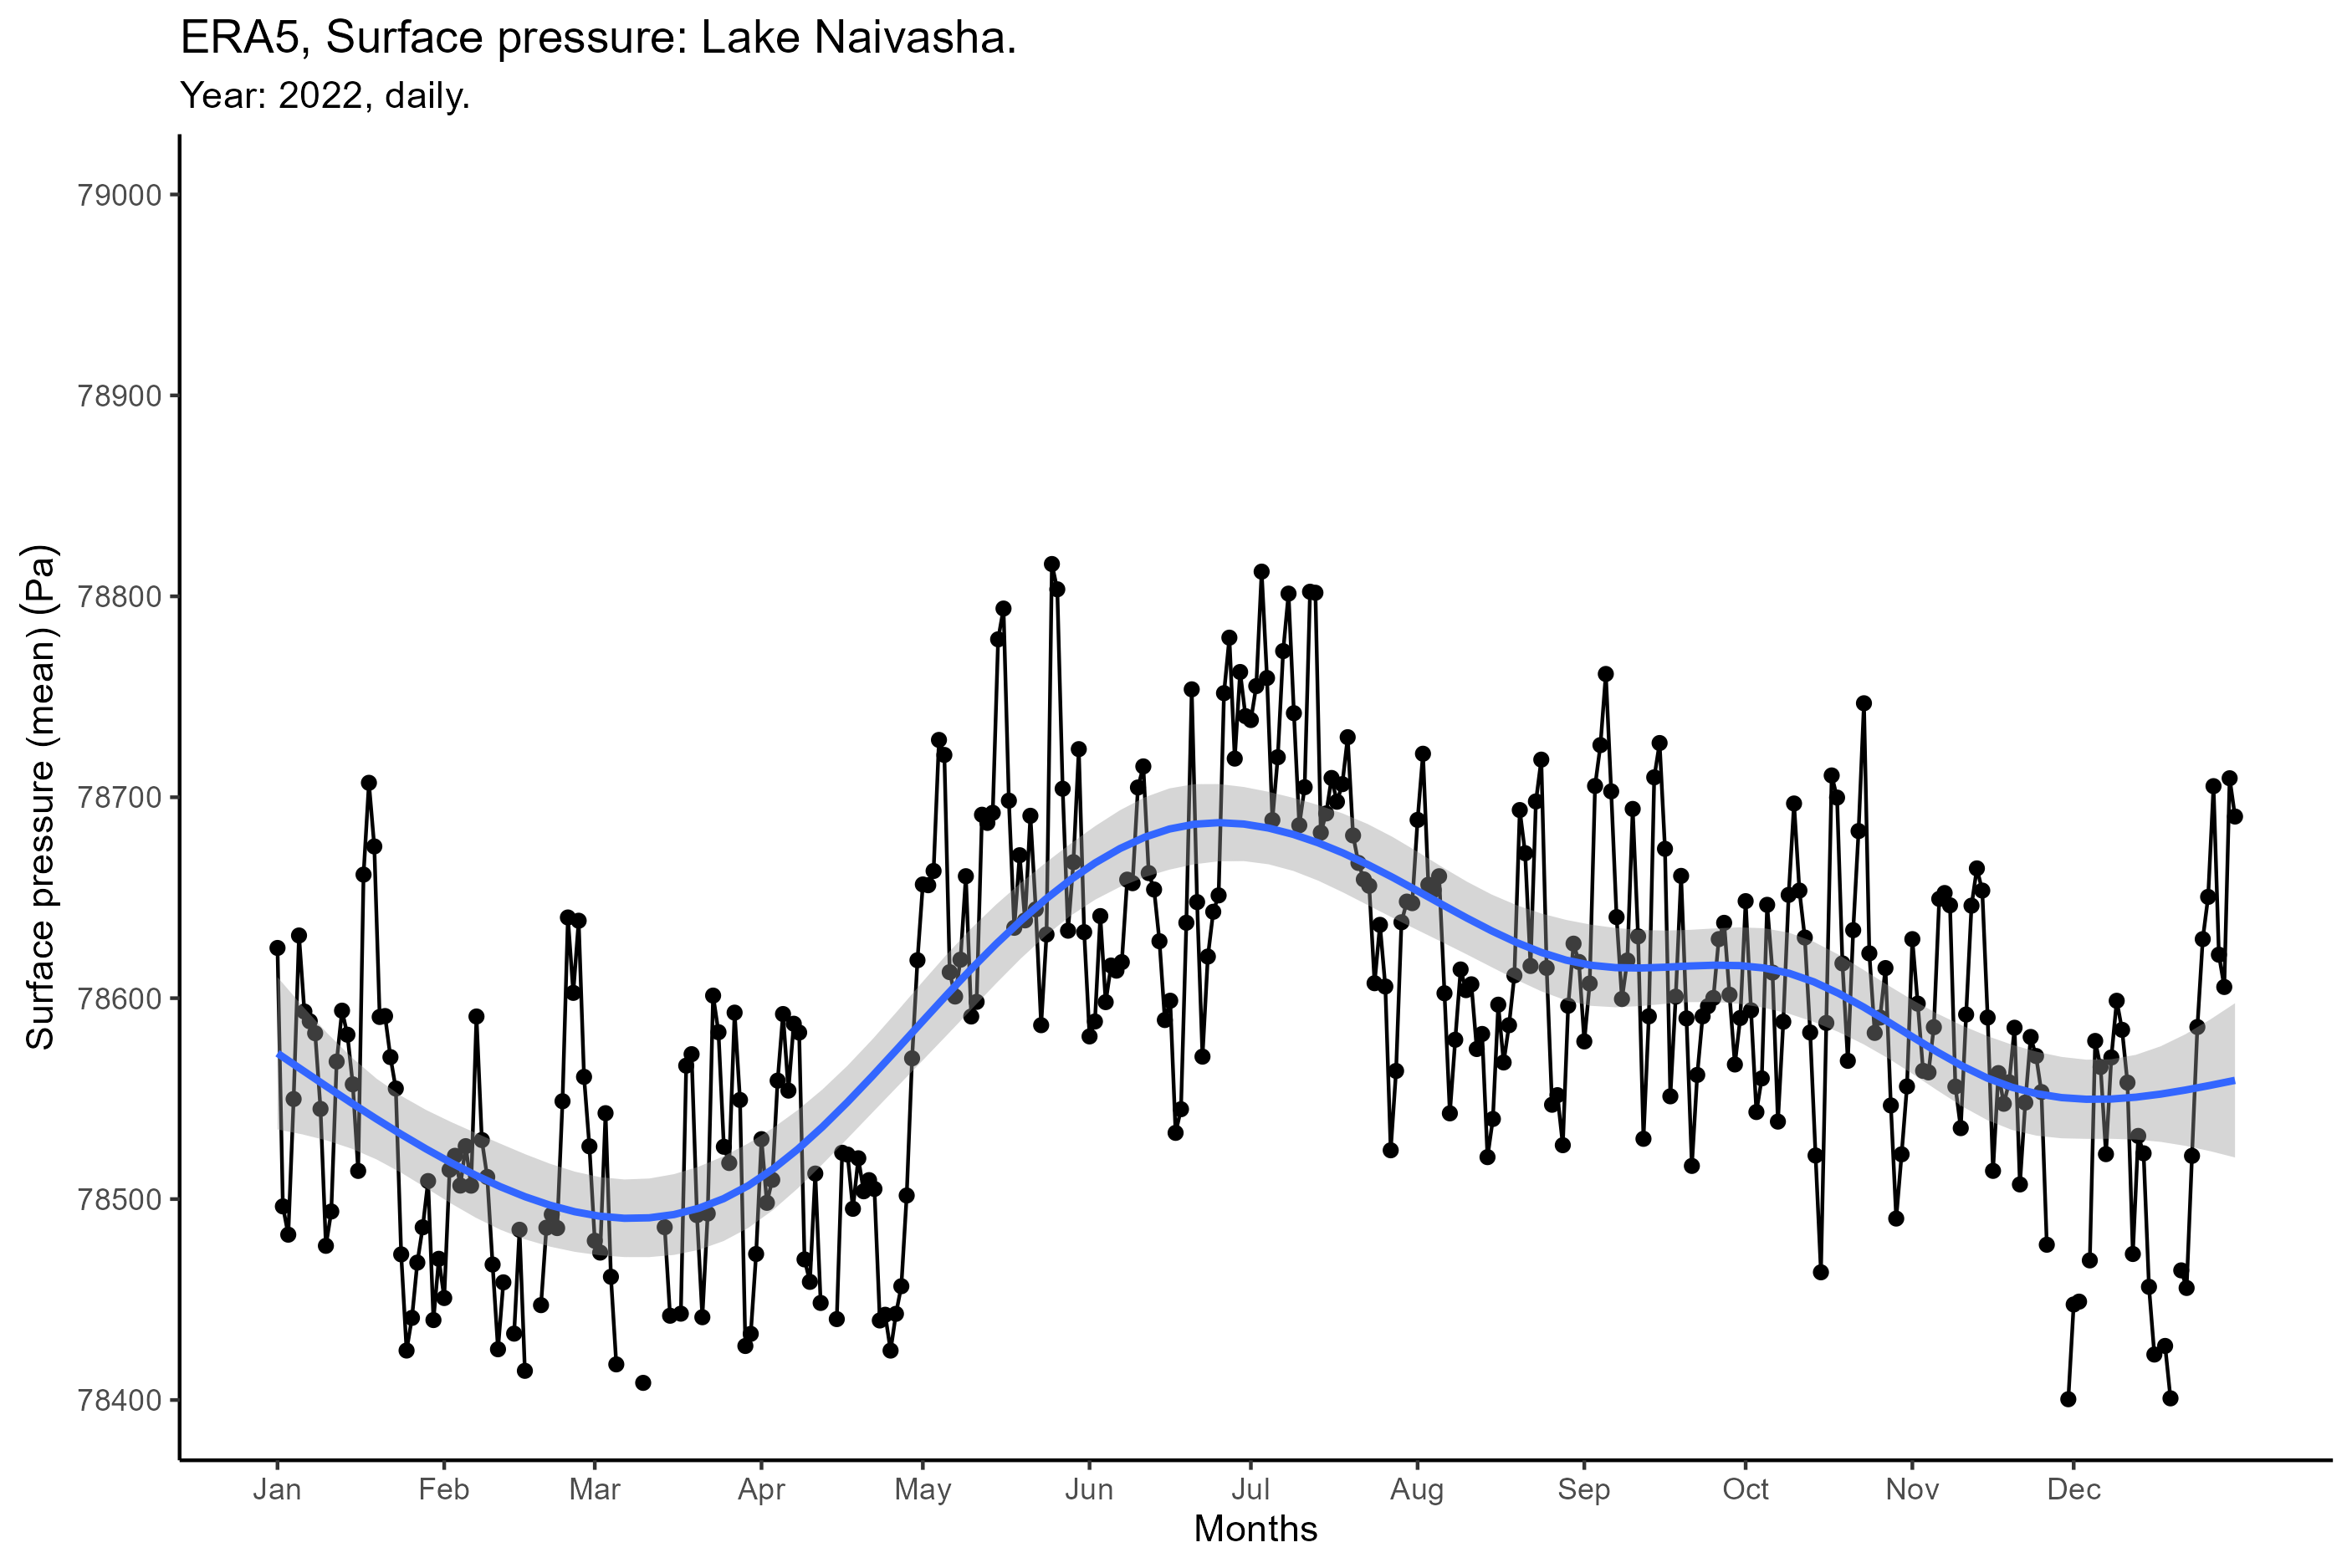 ERA5, Surface pressure: Lake Naivasha.
Year: 2022, daily.
Surface pressure (mean) (Pa)
79000
78900
78800
78700
78600
78500
78400
Jan Feb Mar Apr May Jun Jul Aug Sep Oct Nov Dec
Months